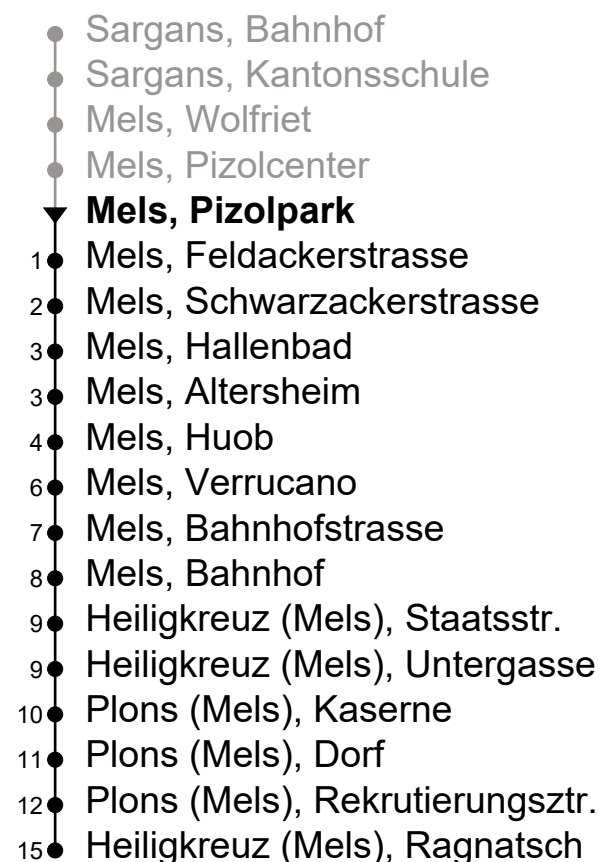 Sargans, Bahnhof
Sargans, Kantonsschule
Mels, Wolfriet
Mels, Pizolcenter
Mels, Pizolpark
1 Mels, Feldackerstrasse
2 Mels, Schwarzackerstrasse
3 Mels, Hallenbad
3 Mels, Altersheim
4 Mels, Huob
6 Mels, Verrucano
7 Mels, Bahnhofstrasse
8 Mels, Bahnhof
9 Heiligkreuz (Mels), Staatsstr.
9 Heiligkreuz (Mels), Untergasse
10 Plons (Mels), Kaserne
11 Plons (Mels), Dorf
12 Plons (Mels), Rekrutierungsztr.
15 Heiligkreuz (Mels), Ragnatsch